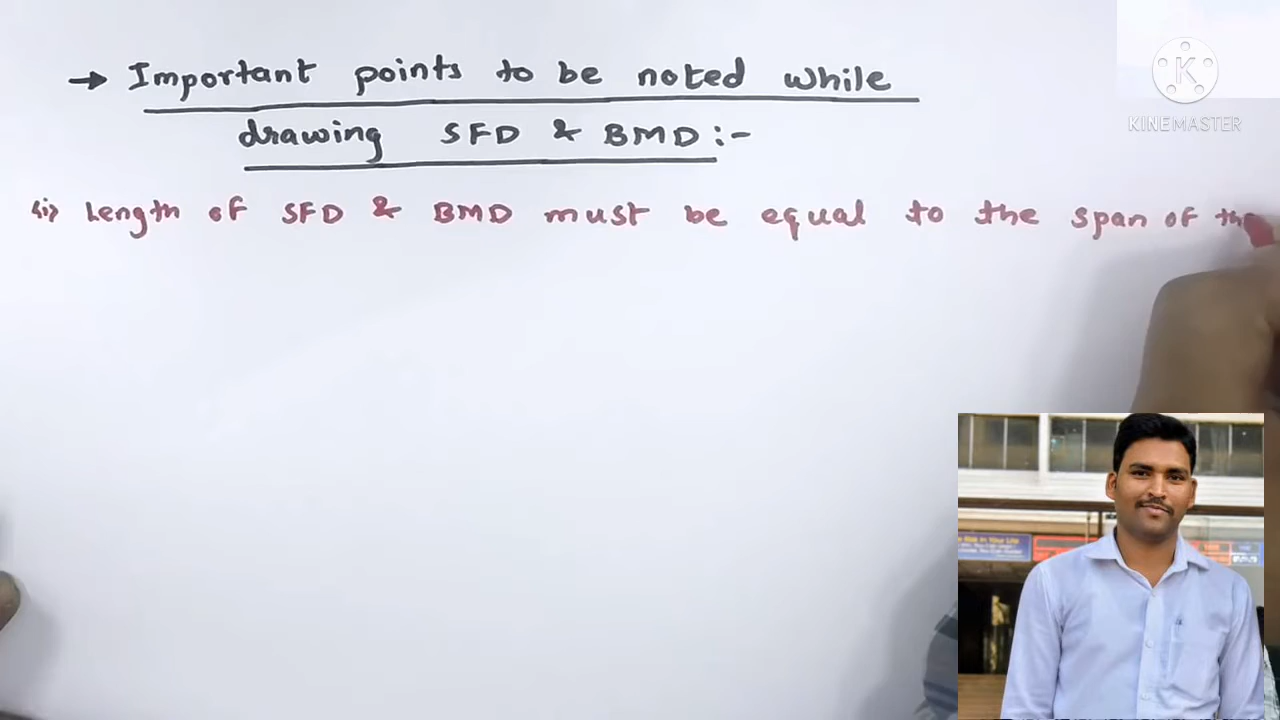 → Important points to be noted while
drawing SFD & BMD:-
(i) Length of SFD & BMD must be equal to the span of the
K
KINEMASTER